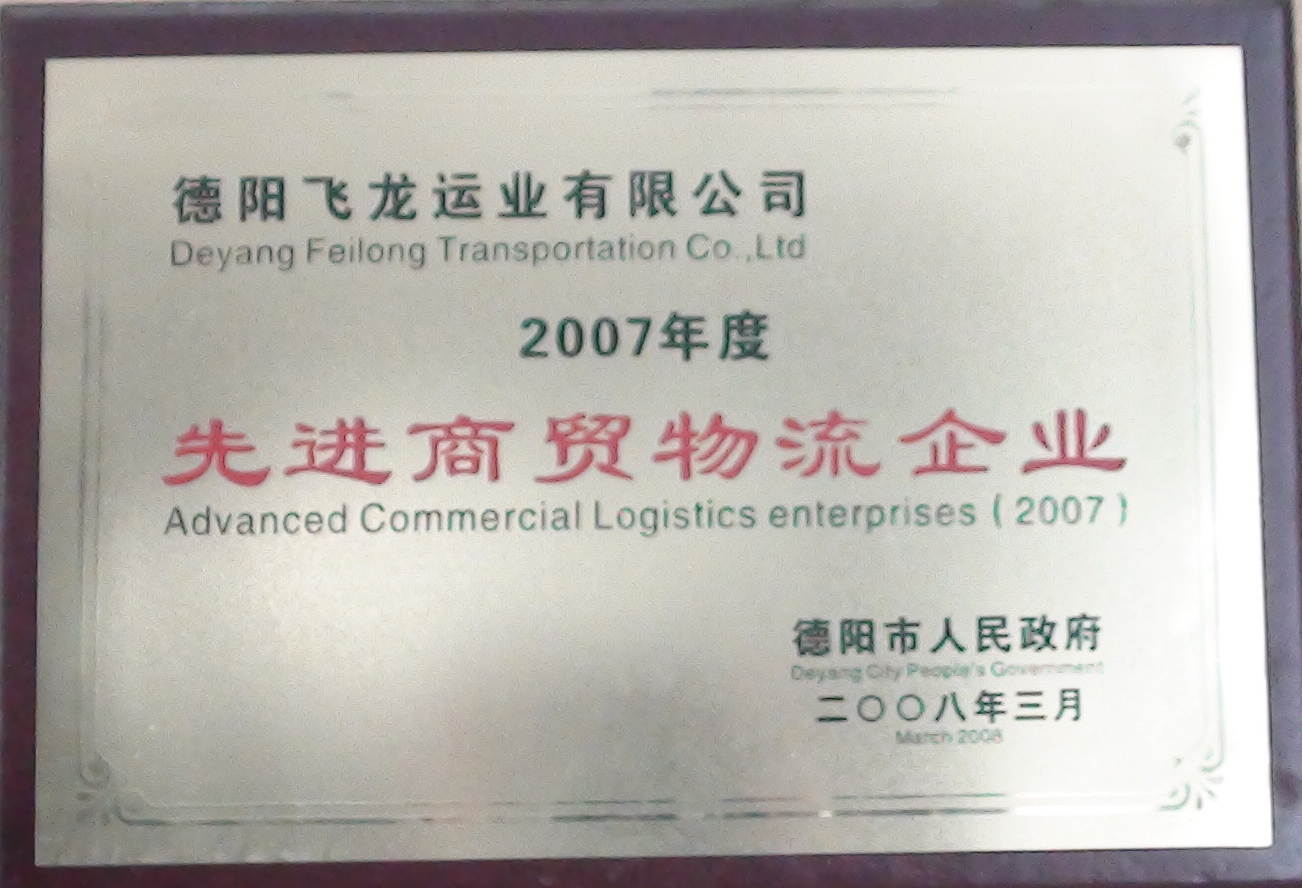 德阳飞龙运业有限公司
Deyang Feilong Transportation Co.,Ltd
2007年度
先进商贸物流企业
Advanced Commercial Logistics enterprises ( 2007 )
德阳市人民政府
Deyang City People's Government
二〇〇八年三月
March 2008